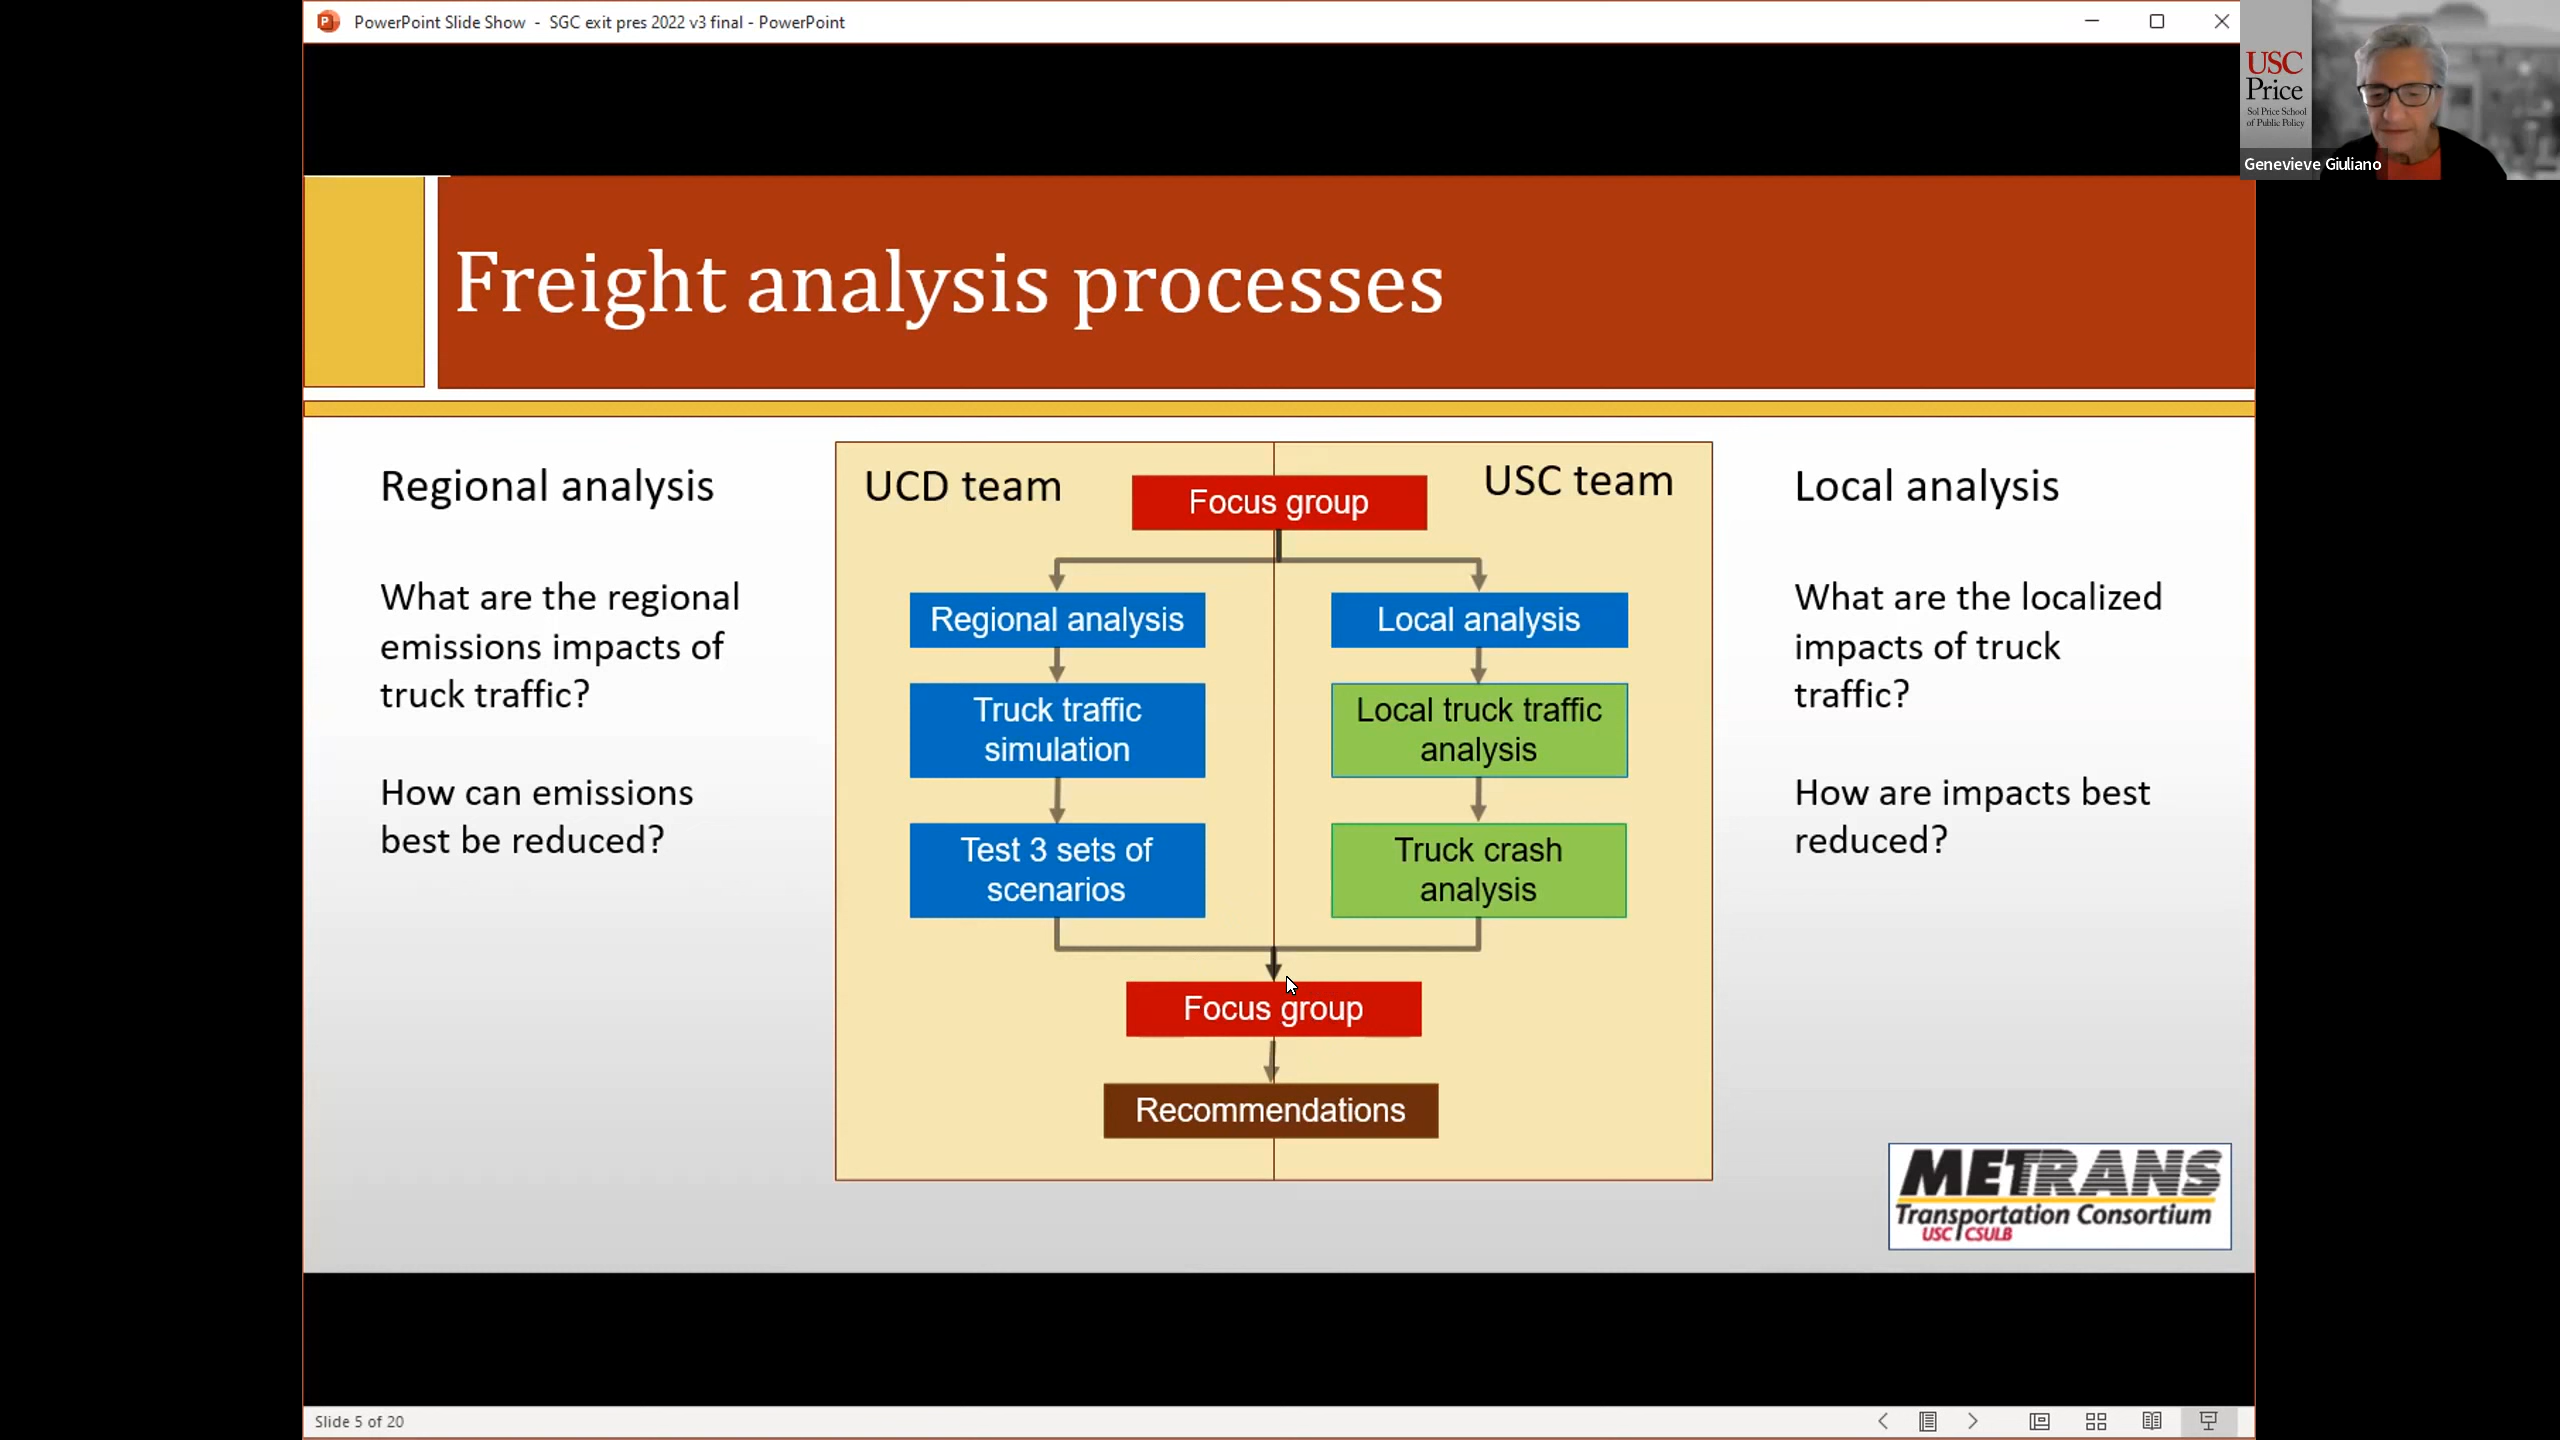 PowerPoint Slide Show - SGC exit pres 2022 v3 final - PowerPoint
USC
Price
Sol Price School
of Public Policy
Genevieve Giuliano
Freight analysis processes
Regional analysis
What are the regional
emissions impacts of
truck traffic?
How can emissions
best be reduced?
UCD team
USC team
Focus group
Regional analysis
Local analysis
Truck traffic
simulation
Local truck traffic
analysis
Test 3 sets of
scenarios
Truck crash
analysis
Focus group
Recommendations
Local analysis
What are the localized
impacts of truck
traffic?
How are impacts best
reduced?
METRANS
Transportation Consortium
USC CSULB
Slide 5 of 20